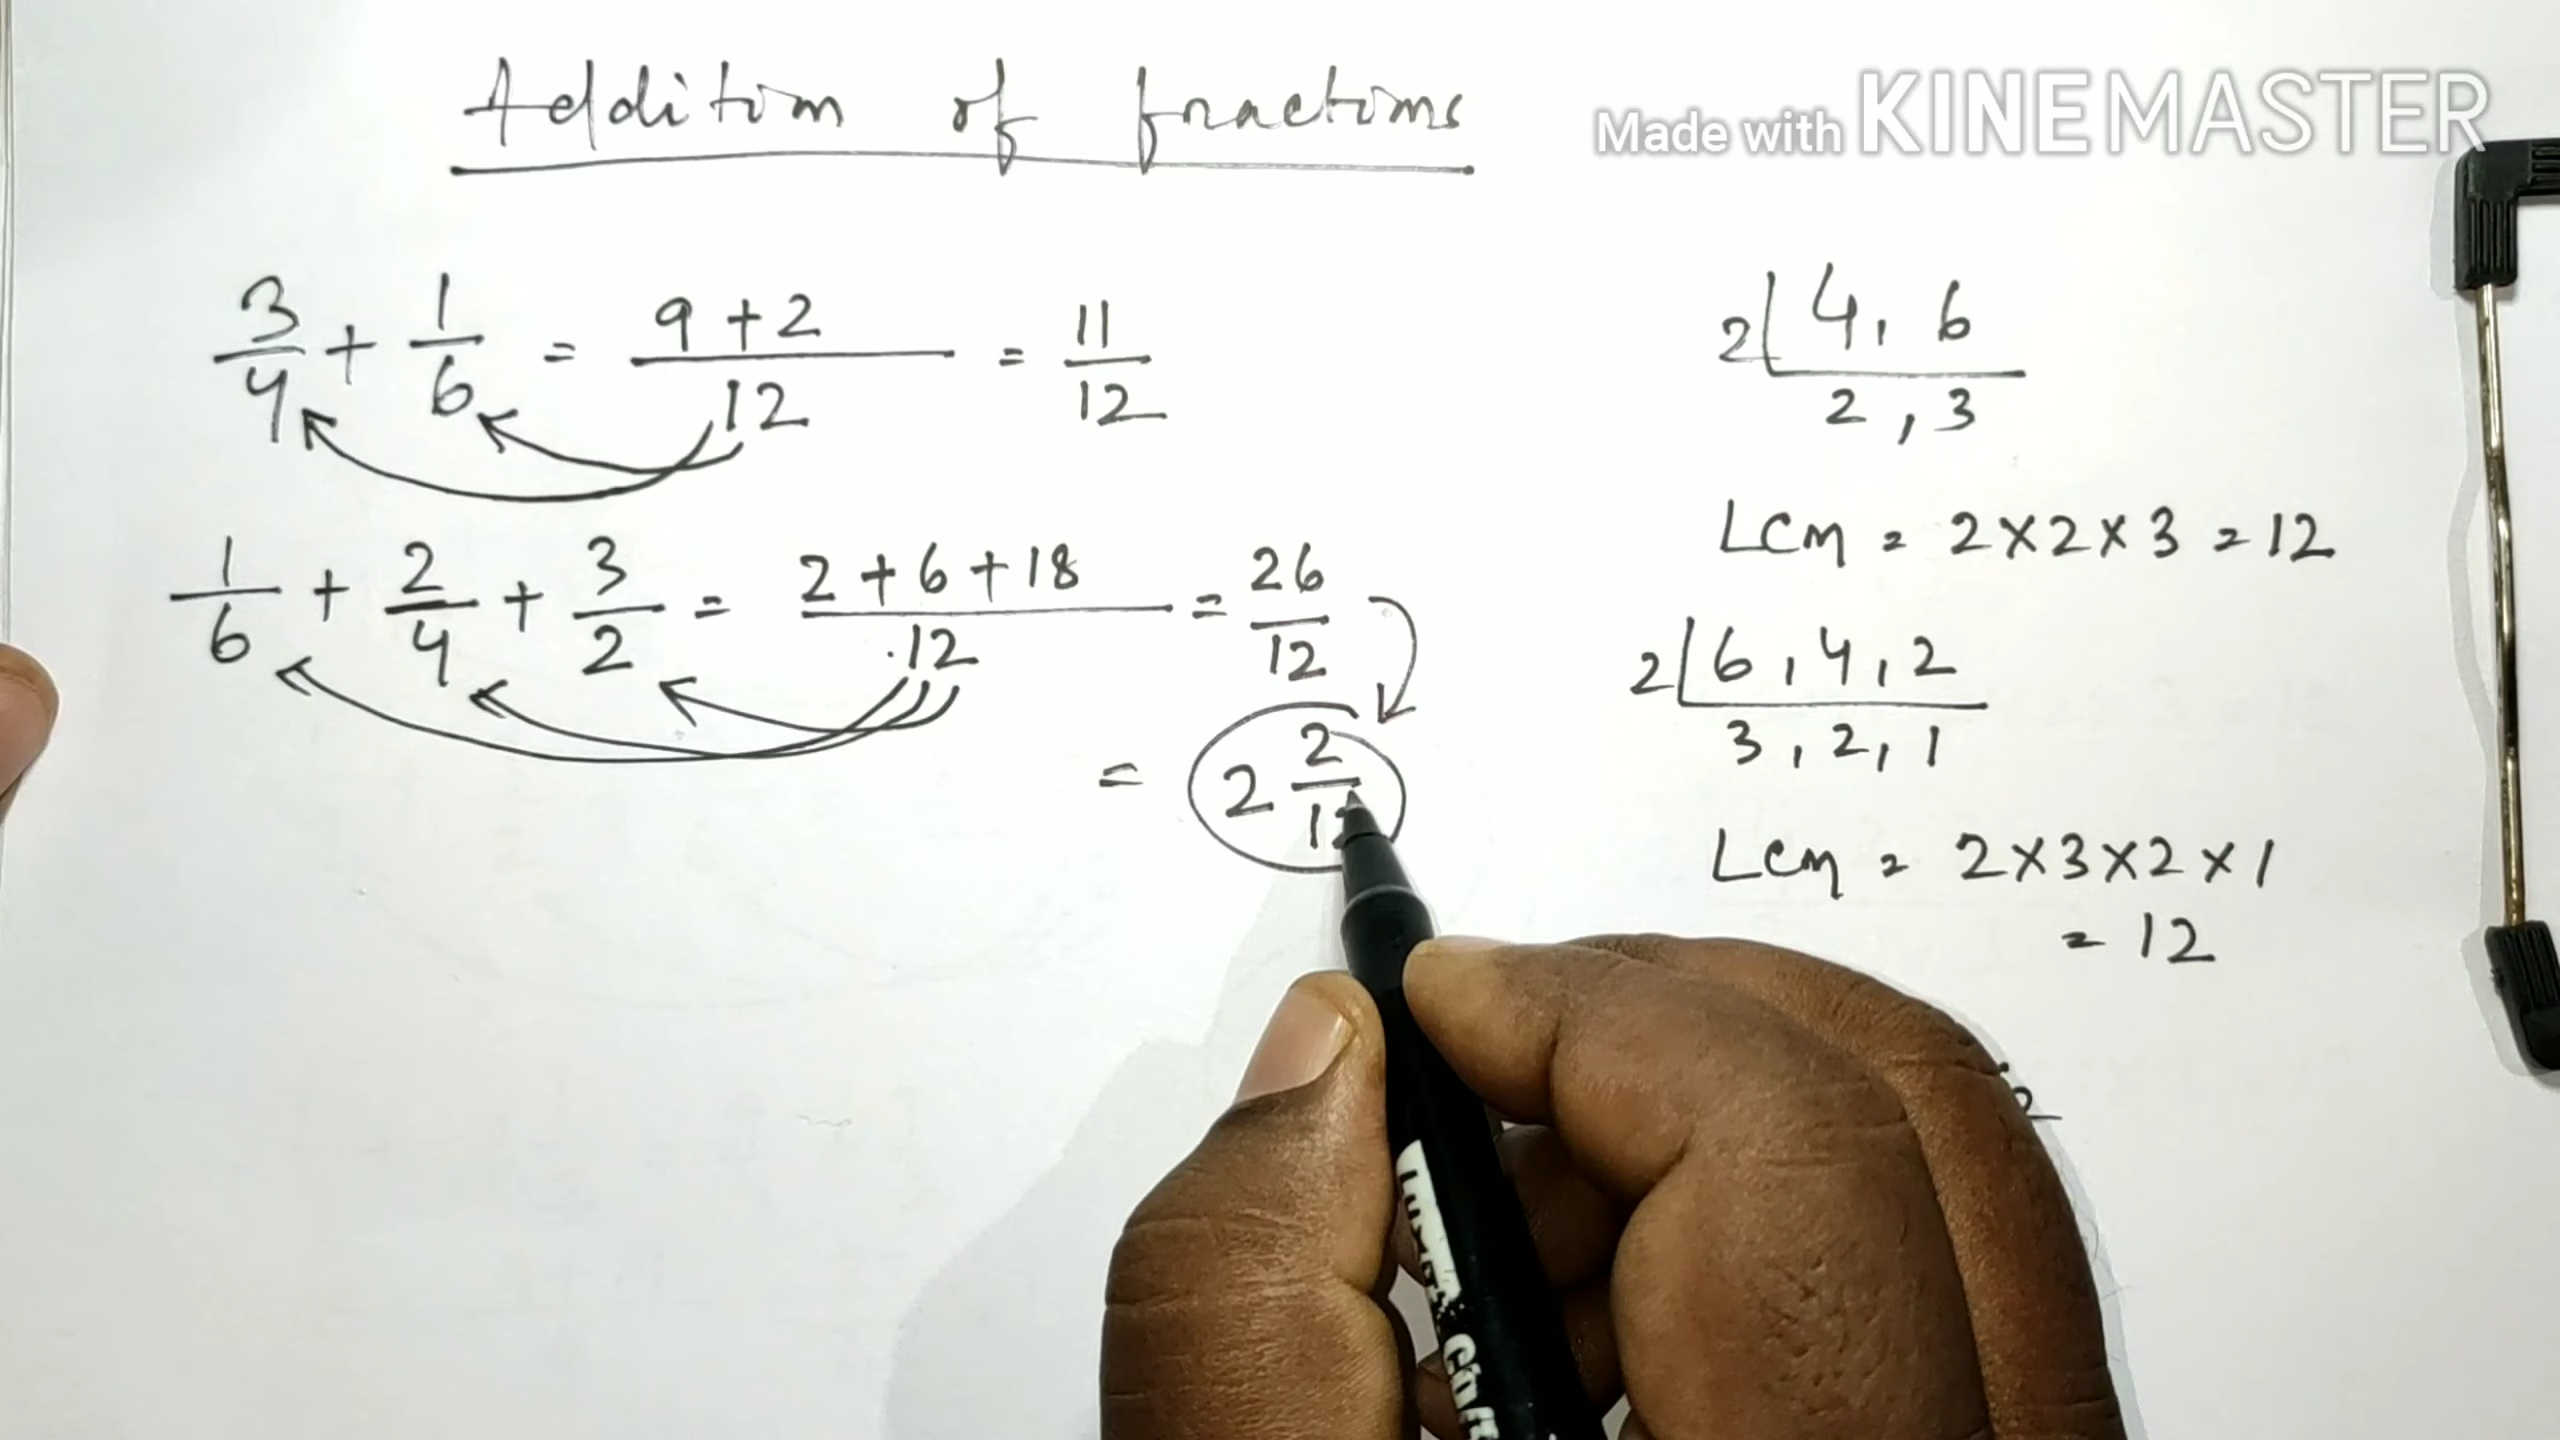 Addition of fractions
Made with KINEMASTER
3/4 + 1/6 = 9+2/12 = 11/12
1/6 + 2/4 + 3/2 = 2+6+18/12 = 26/12
= 2 2/12
2 4, 6
2, 3
LCM = 2×2×3 = 12
2 6, 4, 2
3, 2, 1
LCM = 2×3×2×1
= 12